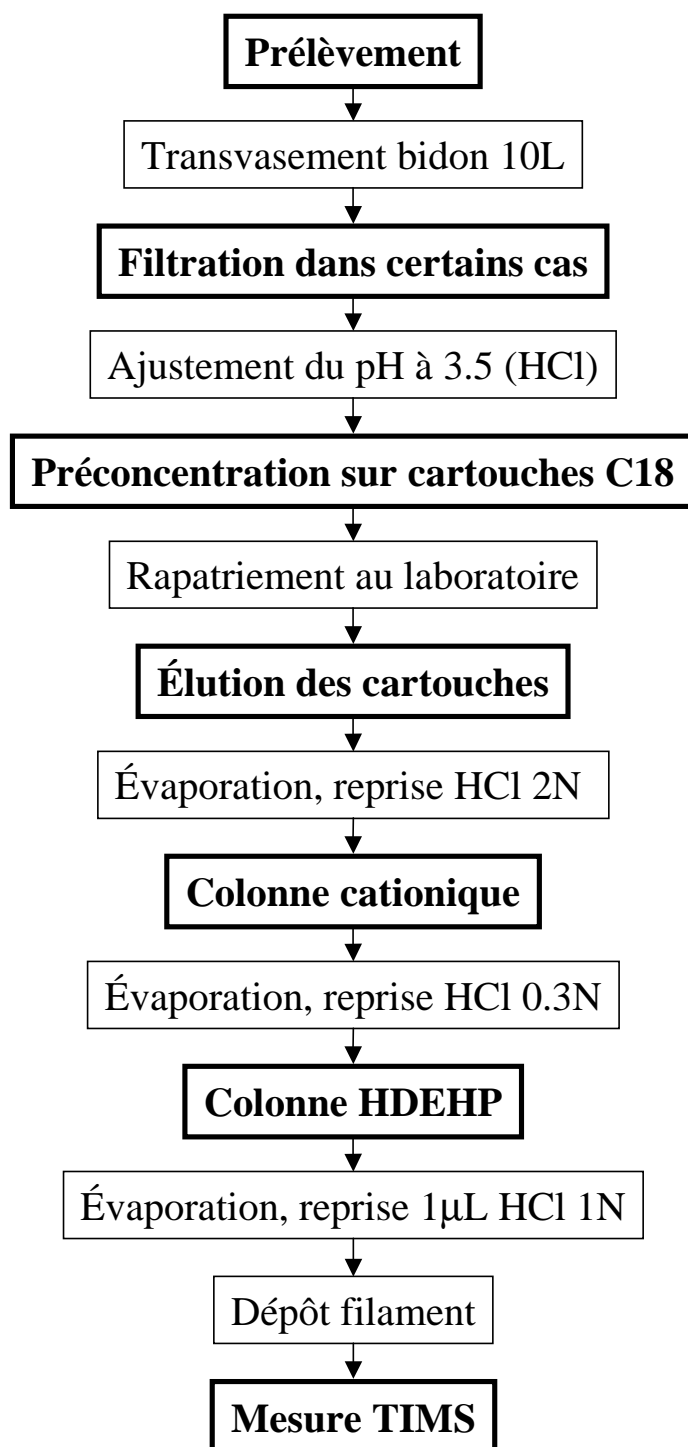 Prélèvement
Transvasement bidon 10L
Filtration dans certains cas
Ajustement du pH à 3.5 (HCl)
Préconcentration sur cartouches C18
Rapatriement au laboratoire
Élution des cartouches
Évaporation, reprise HCl 2N
Colonne cationique
Évaporation, reprise HCl 0.3N
Colonne HDEHP
Évaporation, reprise 1μL HCl 1N
Dépôt filament
Mesure TIMS